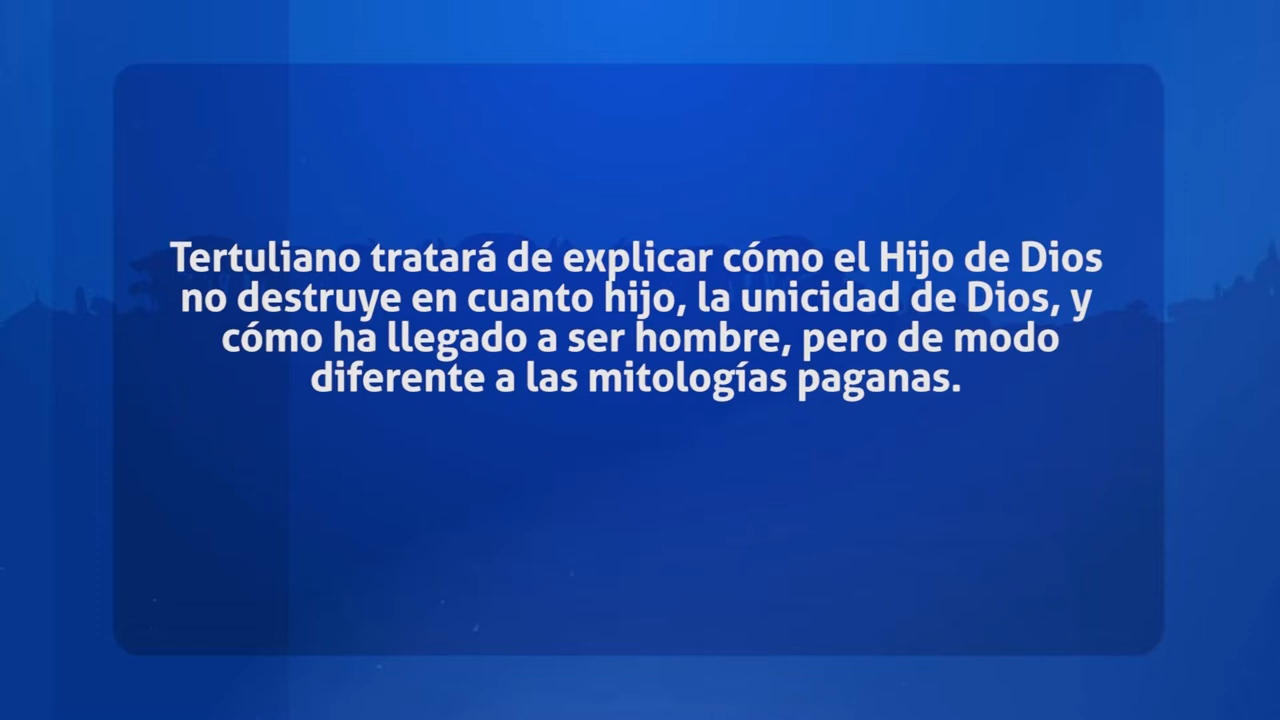 Tertuliano tratará de explicar cómo el Hijo de Dios
no destruye en cuanto hijo, la unicidad de Dios, y
cómo ha llegado a ser hombre, pero de modo
diferente a las mitologías paganas.